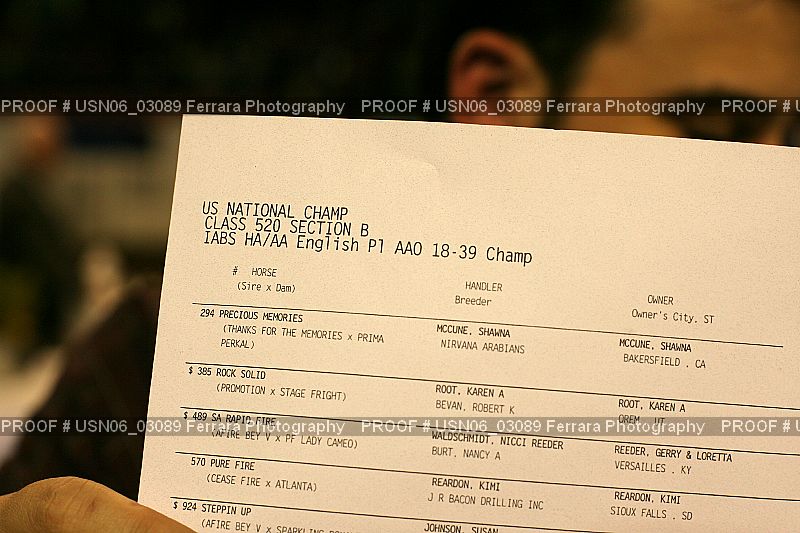 PROOF # USN06_03089 Ferrara Photography PROOF # USN06_03089 Ferrara Photography PROOF # USN
US NATIONAL CHAMP
CLASS 520 SECTION B
IABS HA/AA English Pl AAO 18-39 Champ
# HORSE HANDLER OWNER
(Sire x Dam) Breeder Owner's City, ST
294 PRECIOUS MEMORIES MCCUNE, SHAWNA MCCUNE, SHAWNA
(THANKS FOR THE MEMORIES x PRIMA NIRVANA ARABIANS BAKERSFIELD , CA
PERKAL)
$ 385 ROCK SOLID ROOT, KAREN A ROOT, KAREN A
(PROMOTION x STAGE FRIGHT) BEVAN, ROBERT K OREM , UT
PROOF # USN06_03089 Ferrara Photography PROOF # USN06_03089 Ferrara Photography PROOF # USN
$ 489 SA RAPID FIRE WALDSCHMIDT, NICCI REEDER REEDER, GERRY & LORETTA
(AFIRE BEY V x PF LADY CAMEO) BURT, NANCY A VERSAILLES , KY
570 PURE FIRE REARDON, KIMI REARDON, KIMI
(CEASE FIRE x ATLANTA) J R BACON DRILLING INC SIOUX FALLS , SD
$ 924 STEPPIN UP JOHNSON, SUSAN
(AFIRE BEY V x SPARKLING